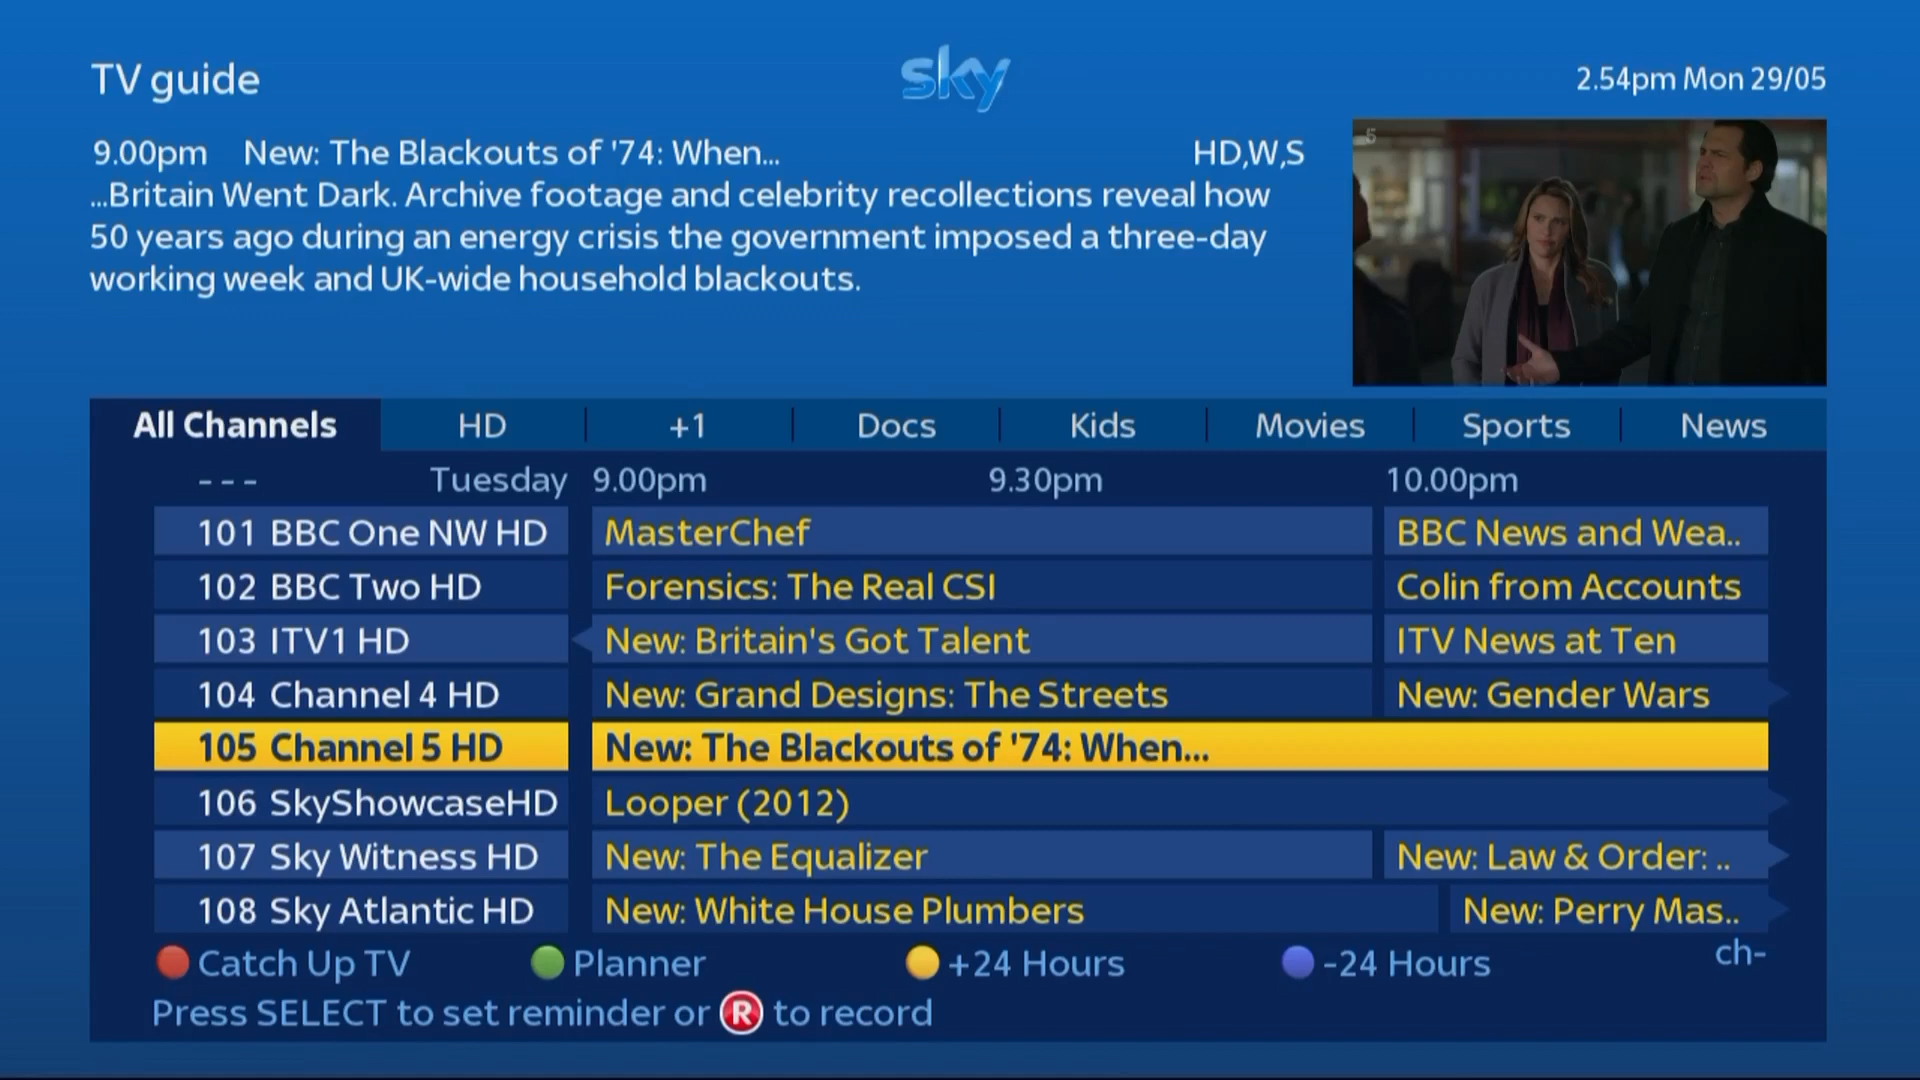 TV guide
sky
2.54pm Mon 29/05
9.00pm New: The Blackouts of '74: When... HD,W,S
...Britain Went Dark. Archive footage and celebrity recollections reveal how
50 years ago during an energy crisis the government imposed a three-day
working week and UK-wide household blackouts.
5
All Channels HD +1 Docs Kids Movies Sports News
--- Tuesday 9.00pm 9.30pm 10.00pm
101 BBC One NW HD MasterChef BBC News and Wea..
102 BBC Two HD Forensics: The Real CSI Colin from Accounts
103 ITV1 HD New: Britain's Got Talent ITV News at Ten
104 Channel 4 HD New: Grand Designs: The Streets New: Gender Wars
105 Channel 5 HD New: The Blackouts of '74: When...
106 SkyShowcaseHD Looper (2012)
107 Sky Witness HD New: The Equalizer New: Law & Order: ..
108 Sky Atlantic HD New: White House Plumbers New: Perry Mas..
Catch Up TV Planner +24 Hours -24 Hours ch-
Press SELECT to set reminder or R to record